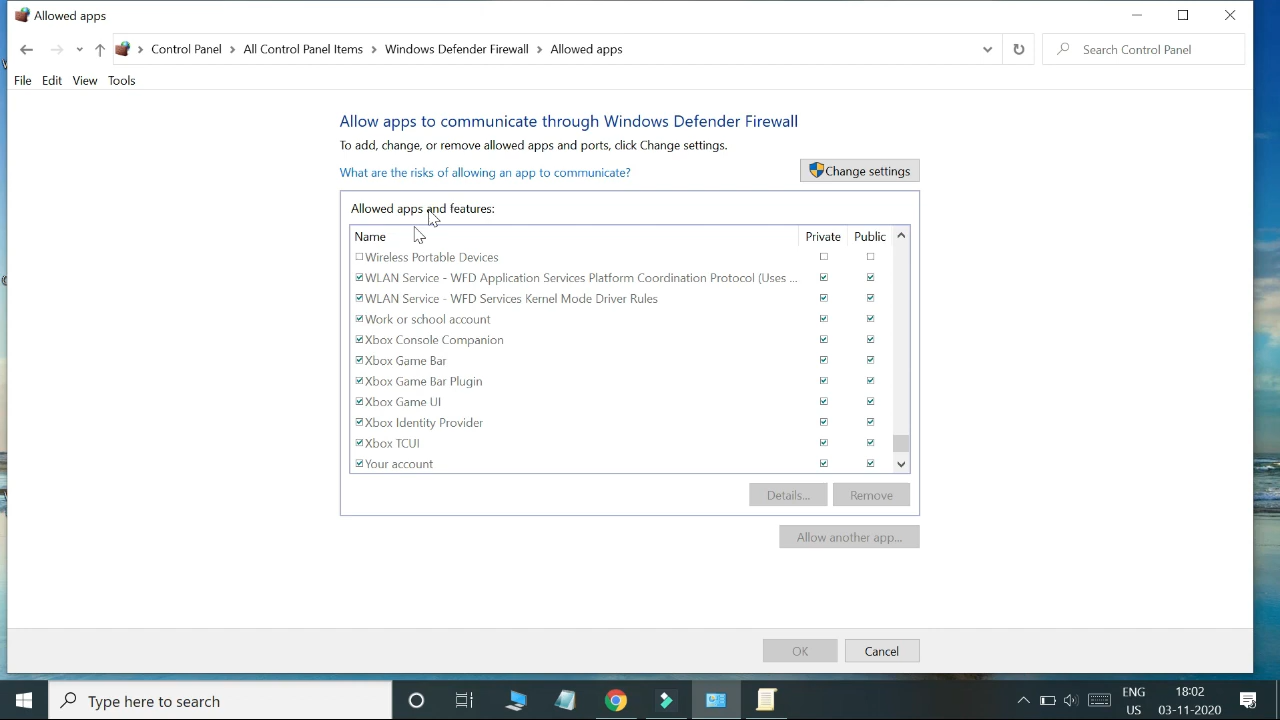 Allowed apps
Control Panel > All Control Panel Items > Windows Defender Firewall > Allowed apps
Search Control Panel
File Edit View Tools
Allow apps to communicate through Windows Defender Firewall
To add, change, or remove allowed apps and ports, click Change settings.
What are the risks of allowing an app to communicate?
Change settings
Allowed apps and features:
Name Private Public
Wireless Portable Devices
WLAN Service - WFD Application Services Platform Coordination Protocol (Uses ...
WLAN Service - WFD Services Kernel Mode Driver Rules
Work or school account
Xbox Console Companion
Xbox Game Bar
Xbox Game Bar Plugin
Xbox Game UI
Xbox Identity Provider
Xbox TCUI
Your account
Details... Remove
Allow another app...
OK Cancel
Type here to search
ENG 18:02
US 03-11-2020